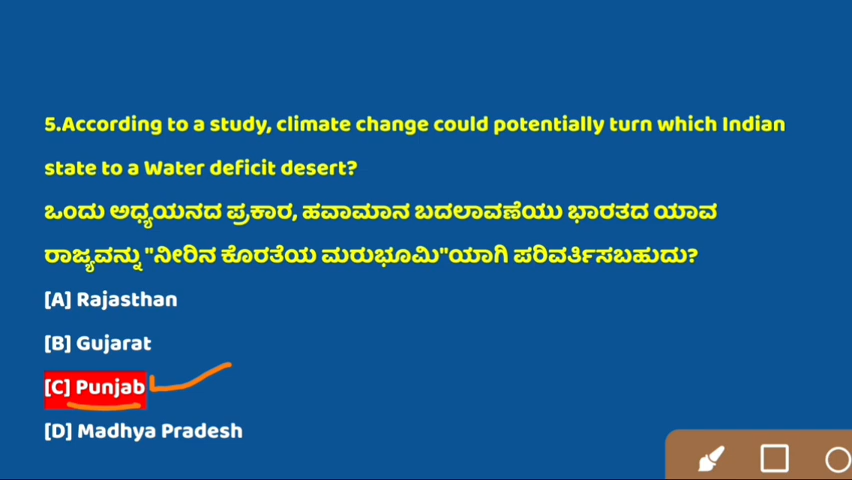 5.According to a study, climate change could potentially turn which Indian
state to a Water deficit desert?
ಒಂದು ಅಧ್ಯಯನದ ಪ್ರಕಾರ, ಹವಾಮಾನ ಬದಲಾವಣೆಯು ಭಾರತದ ಯಾವ
ರಾಜ್ಯವನ್ನು "ನೀರಿನ ಕೊರತೆಯ ಮರುಭೂಮಿ"ಯಾಗಿ ಪರಿವರ್ತಿಸಬಹುದು?
[A] Rajasthan
[B] Gujarat
[C] Punjab
[D] Madhya Pradesh